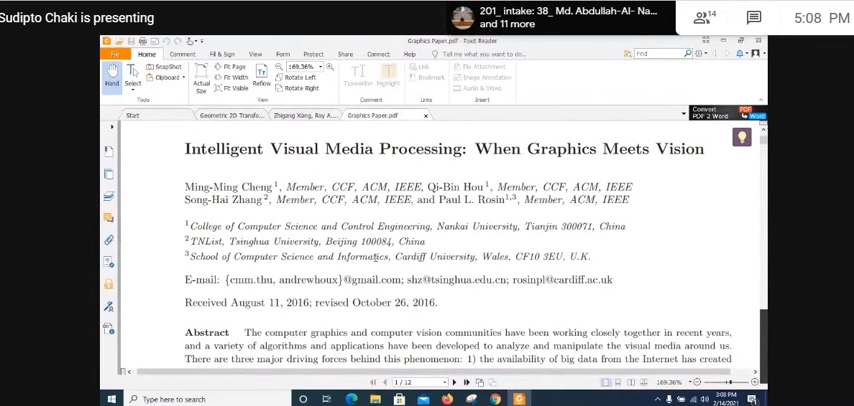 Sudipto Chaki is presenting
201_ intake: 38_ Md. Abdullah-Al- Na...
and 11 more
14
5:08 PM
Graphics Paper.pdf - Foxit Reader
File Home Comment Fill & Sign View Form Protect Share Connect Help Tell me what you want to do... Find
Hand
Select
SnapShot
Clipboard
Actual
Size
Fit Page
Fit Width
Fit Visible
Reflow
169.36%
Rotate Left
Rotate Right
Typewriter
Highlight
Link
Bookmark
File Attachment
Image Annotation
Audio & Video
Tools View Comment Links Insert
Start Geometric 2D Transfo... Zhigang Xiang, Roy A.... Graphics Paper.pdf
Convert PDF
PDF 2 Word Word
Intelligent Visual Media Processing: When Graphics Meets Vision
Ming-Ming Cheng1, Member, CCF, ACM, IEEE, Qi-Bin Hou1, Member, CCF, ACM, IEEE
Song-Hai Zhang2, Member, CCF, ACM, IEEE, and Paul L. Rosin1,3, Member, ACM, IEEE
1College of Computer Science and Control Engineering, Nankai University, Tianjin 300071, China
2TNList, Tsinghua University, Beijing 100084, China
3School of Computer Science and Informatics, Cardiff University, Wales, CF10 3EU, U.K.
E-mail: {cmm.thu, andrewhoux}@gmail.com; shz@tsinghua.edu.cn; rosinpl@cardiff.ac.uk
Received August 11, 2016; revised October 26, 2016.
Abstract The computer graphics and computer vision communities have been working closely together in recent years,
and a variety of algorithms and applications have been developed to analyze and manipulate the visual media around us.
There are three major driving forces behind this phenomenon: 1) the availability of big data from the Internet has created
1 / 12
169.36%
Type here to search
3:08 PM
2/14/2021